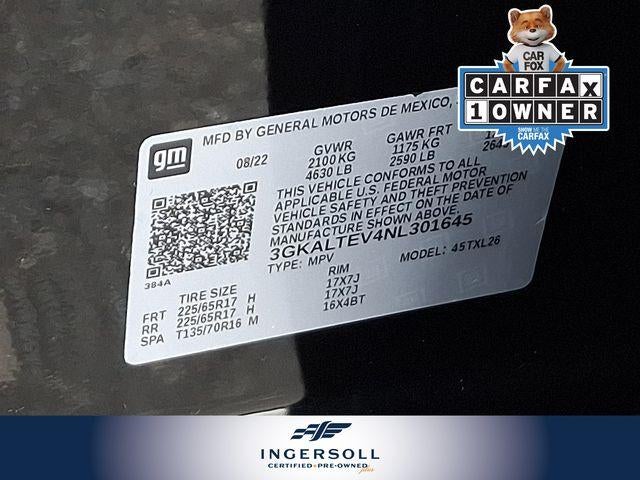 CAR
FOX
CARFAX
1 OWNER
SHOW ME THE
CARFAX
gm
MFD BY GENERAL MOTORS DE MEXICO,
08/22
GVWR
2100 KG
4630 LB
GAWR FRT
1175 KG
2590 LB
THIS VEHICLE CONFORMS TO ALL
APPLICABLE U.S. FEDERAL MOTOR
VEHICLE SAFETY AND THEFT PREVENTION
STANDARDS IN EFFECT ON THE DATE OF
MANUFACTURE SHOWN ABOVE.
3GKALTEV4NL301645
TYPE: MPV
MODEL: 45TXL26
384A
TIRE SIZE
RIM
FRT 225/65R17 H 17X7J
RR 225/65R17 H 17X7J
SPA T135/70R16 M 16X4BT
INGERSOLL
CERTIFIED • PRE-OWNED plus